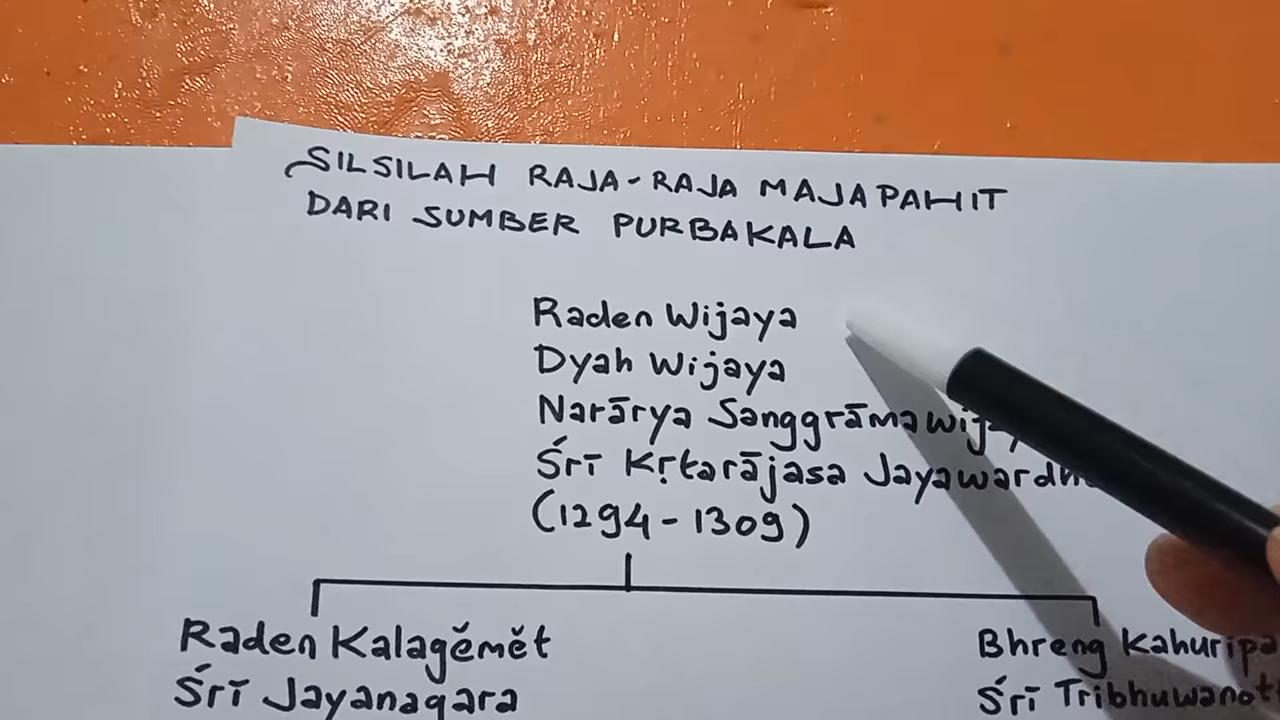 SILSILAH RAJA-RAJA MAJAPAHIT
DARI SUMBER PURBAKALA
Raden Wijaya
Dyah Wijaya
Narārya Sanggrāmawijay
Śrī Kṛtarājasa Jayawardh
(1294-1309)
Raden Kalagĕmĕt
Śrī Jayanagara
Bhreng Kahuripa
Śrī Tribhuwanot